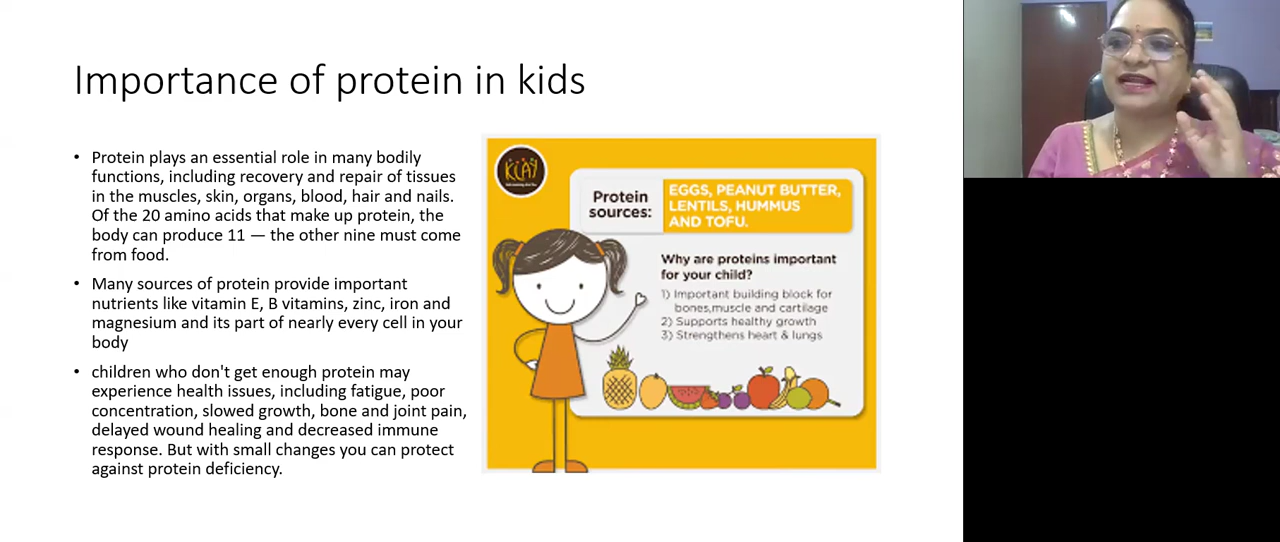 Importance of protein in kids
• Protein plays an essential role in many bodily
functions, including recovery and repair of tissues
in the muscles, skin, organs, blood, hair and nails.
Of the 20 amino acids that make up protein, the
body can produce 11 — the other nine must come
from food.
• Many sources of protein provide important
nutrients like vitamin E, B vitamins, zinc, iron and
magnesium and its part of nearly every cell in your
body
• children who don't get enough protein may
experience health issues, including fatigue, poor
concentration, slowed growth, bone and joint pain,
delayed wound healing and decreased immune
response. But with small changes you can protect
against protein deficiency.
KLAY
Protein
sources:
EGGS, PEANUT BUTTER,
LENTILS, HUMMUS
AND TOFU.
Why are proteins important
for your child?
1) Important building block for
bones,muscle and cartilage
2) Supports healthy growth
3) Strengthens heart & lungs